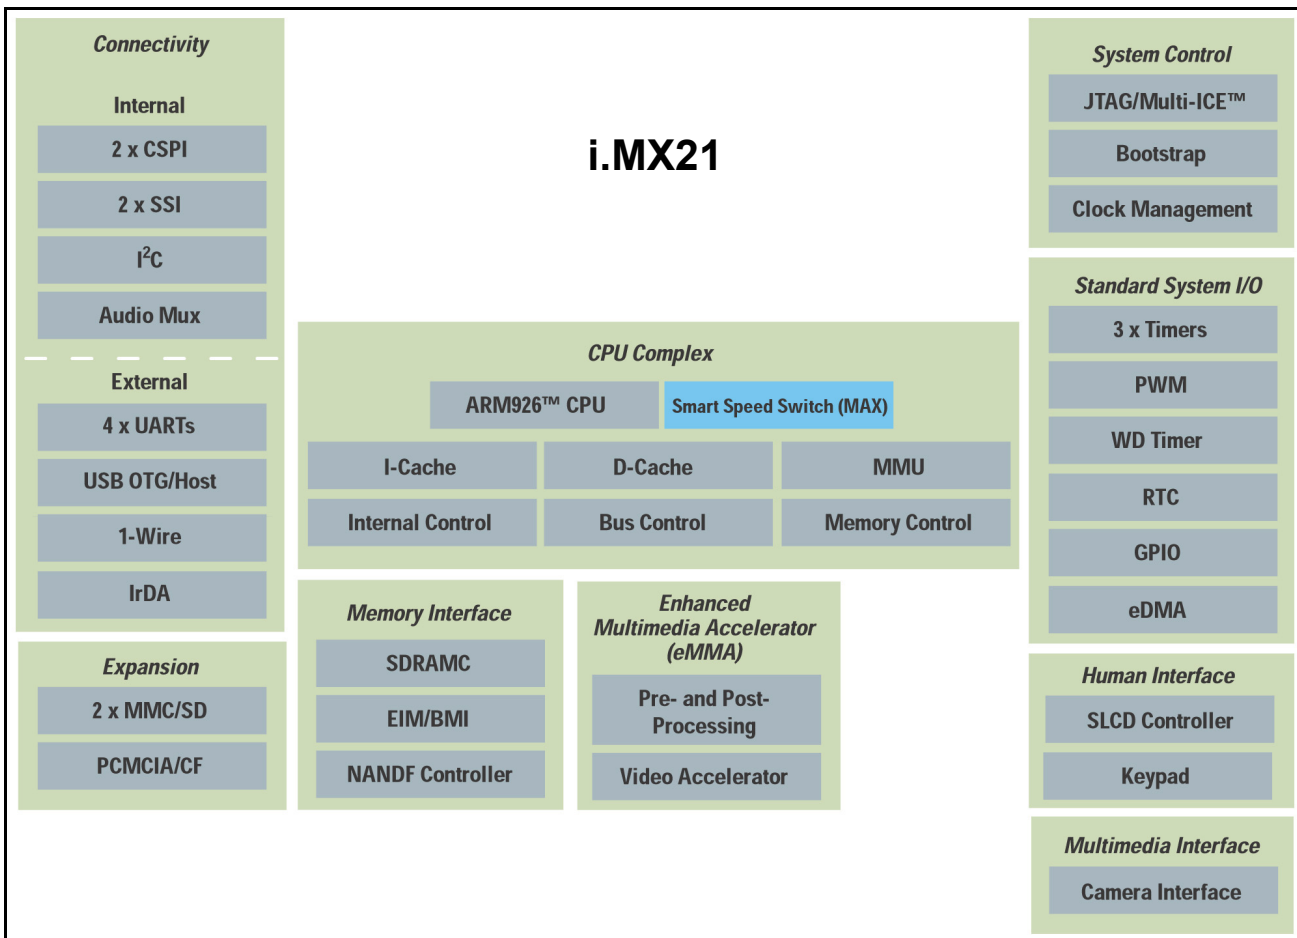 Connectivity
Internal
2 x CSPI
2 x SSI
I²C
Audio Mux
External
4 x UARTs
USB OTG/Host
1-Wire
IrDA
Expansion
2 x MMC/SD
PCMCIA/CF
i.MX21
CPU Complex
ARM926™ CPU
Smart Speed Switch (MAX)
I-Cache
D-Cache
MMU
Internal Control
Bus Control
Memory Control
Memory Interface
SDRAMC
EIM/BMI
NANDF Controller
Enhanced
Multimedia Accelerator
(eMMA)
Pre- and Post-
Processing
Video Accelerator
System Control
JTAG/Multi-ICE™
Bootstrap
Clock Management
Standard System I/O
3 x Timers
PWM
WD Timer
RTC
GPIO
eDMA
Human Interface
SLCD Controller
Keypad
Multimedia Interface
Camera Interface